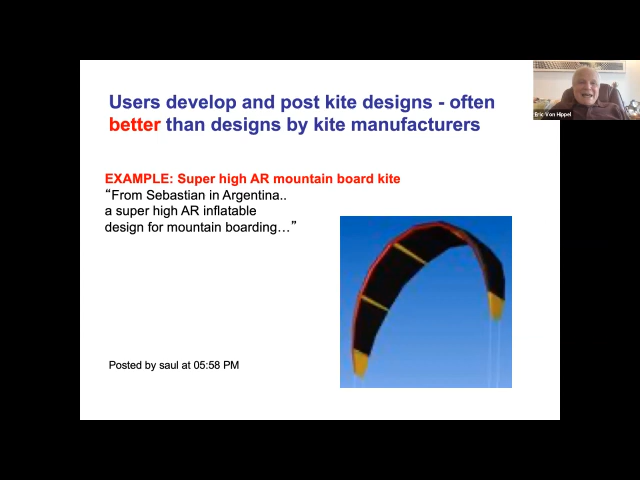 Users develop and post kite designs - often
better than designs by kite manufacturers
EXAMPLE: Super high AR mountain board kite
“From Sebastian in Argentina..
a super high AR inflatable
design for mountain boarding…”
Posted by saul at 05:58 PM
Eric Von Hippel